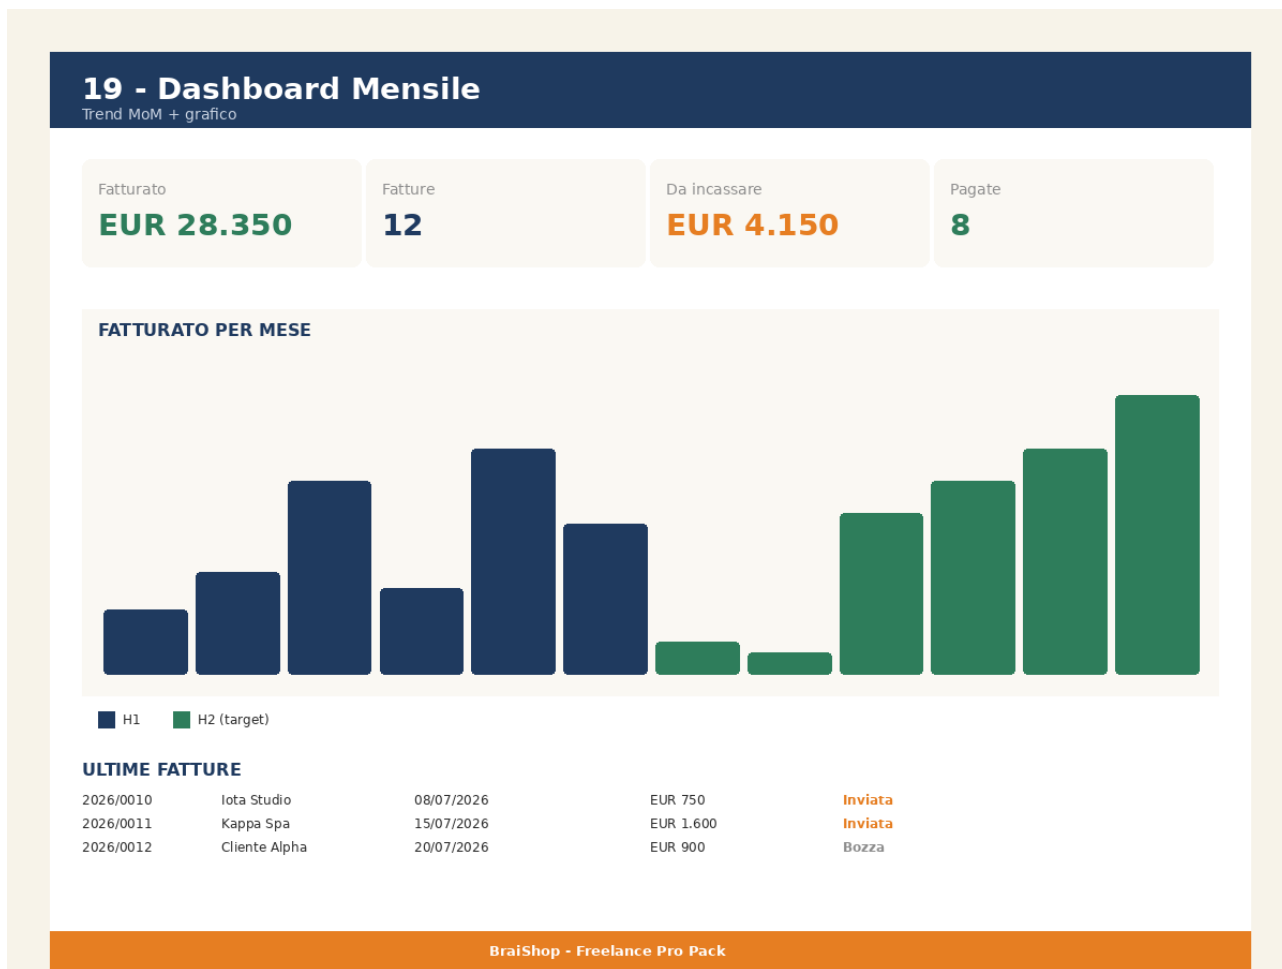 19 - Dashboard Mensile
Trend MoM + grafico
Fatturato Fatture Da incassare Pagate
EUR 28.350 12 EUR 4.150 8
FATTURATO PER MESE
H1 H2 (target)
ULTIME FATTURE
2026/0010 Iota Studio 08/07/2026 EUR 750 Inviata
2026/0011 Kappa Spa 15/07/2026 EUR 1.600 Inviata
2026/0012 Cliente Alpha 20/07/2026 EUR 900 Bozza
BraiShop - Freelance Pro Pack